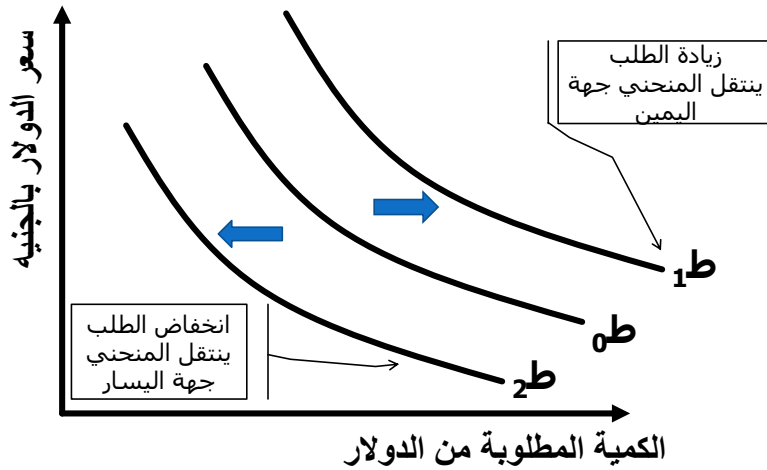 سعر الدولار بالجنيه
زيادة الطلب
ينتقل المنحني جهة
اليمين
ط1
ط0
انخفاض الطلب
ينتقل المنحني
جهة اليسار
ط2
الكمية المطلوبة من الدولار